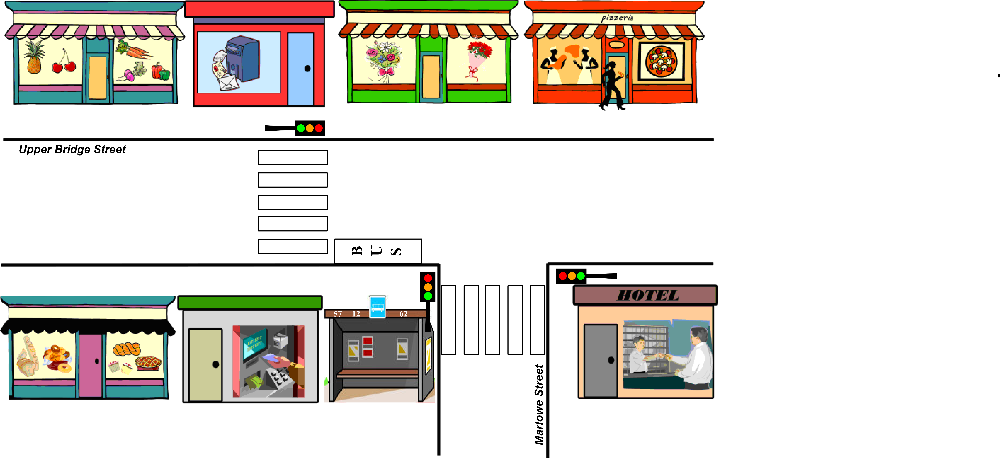 pizzeria
Upper Bridge Street
BUS
57 12 62
HOTEL
Marlowe Street